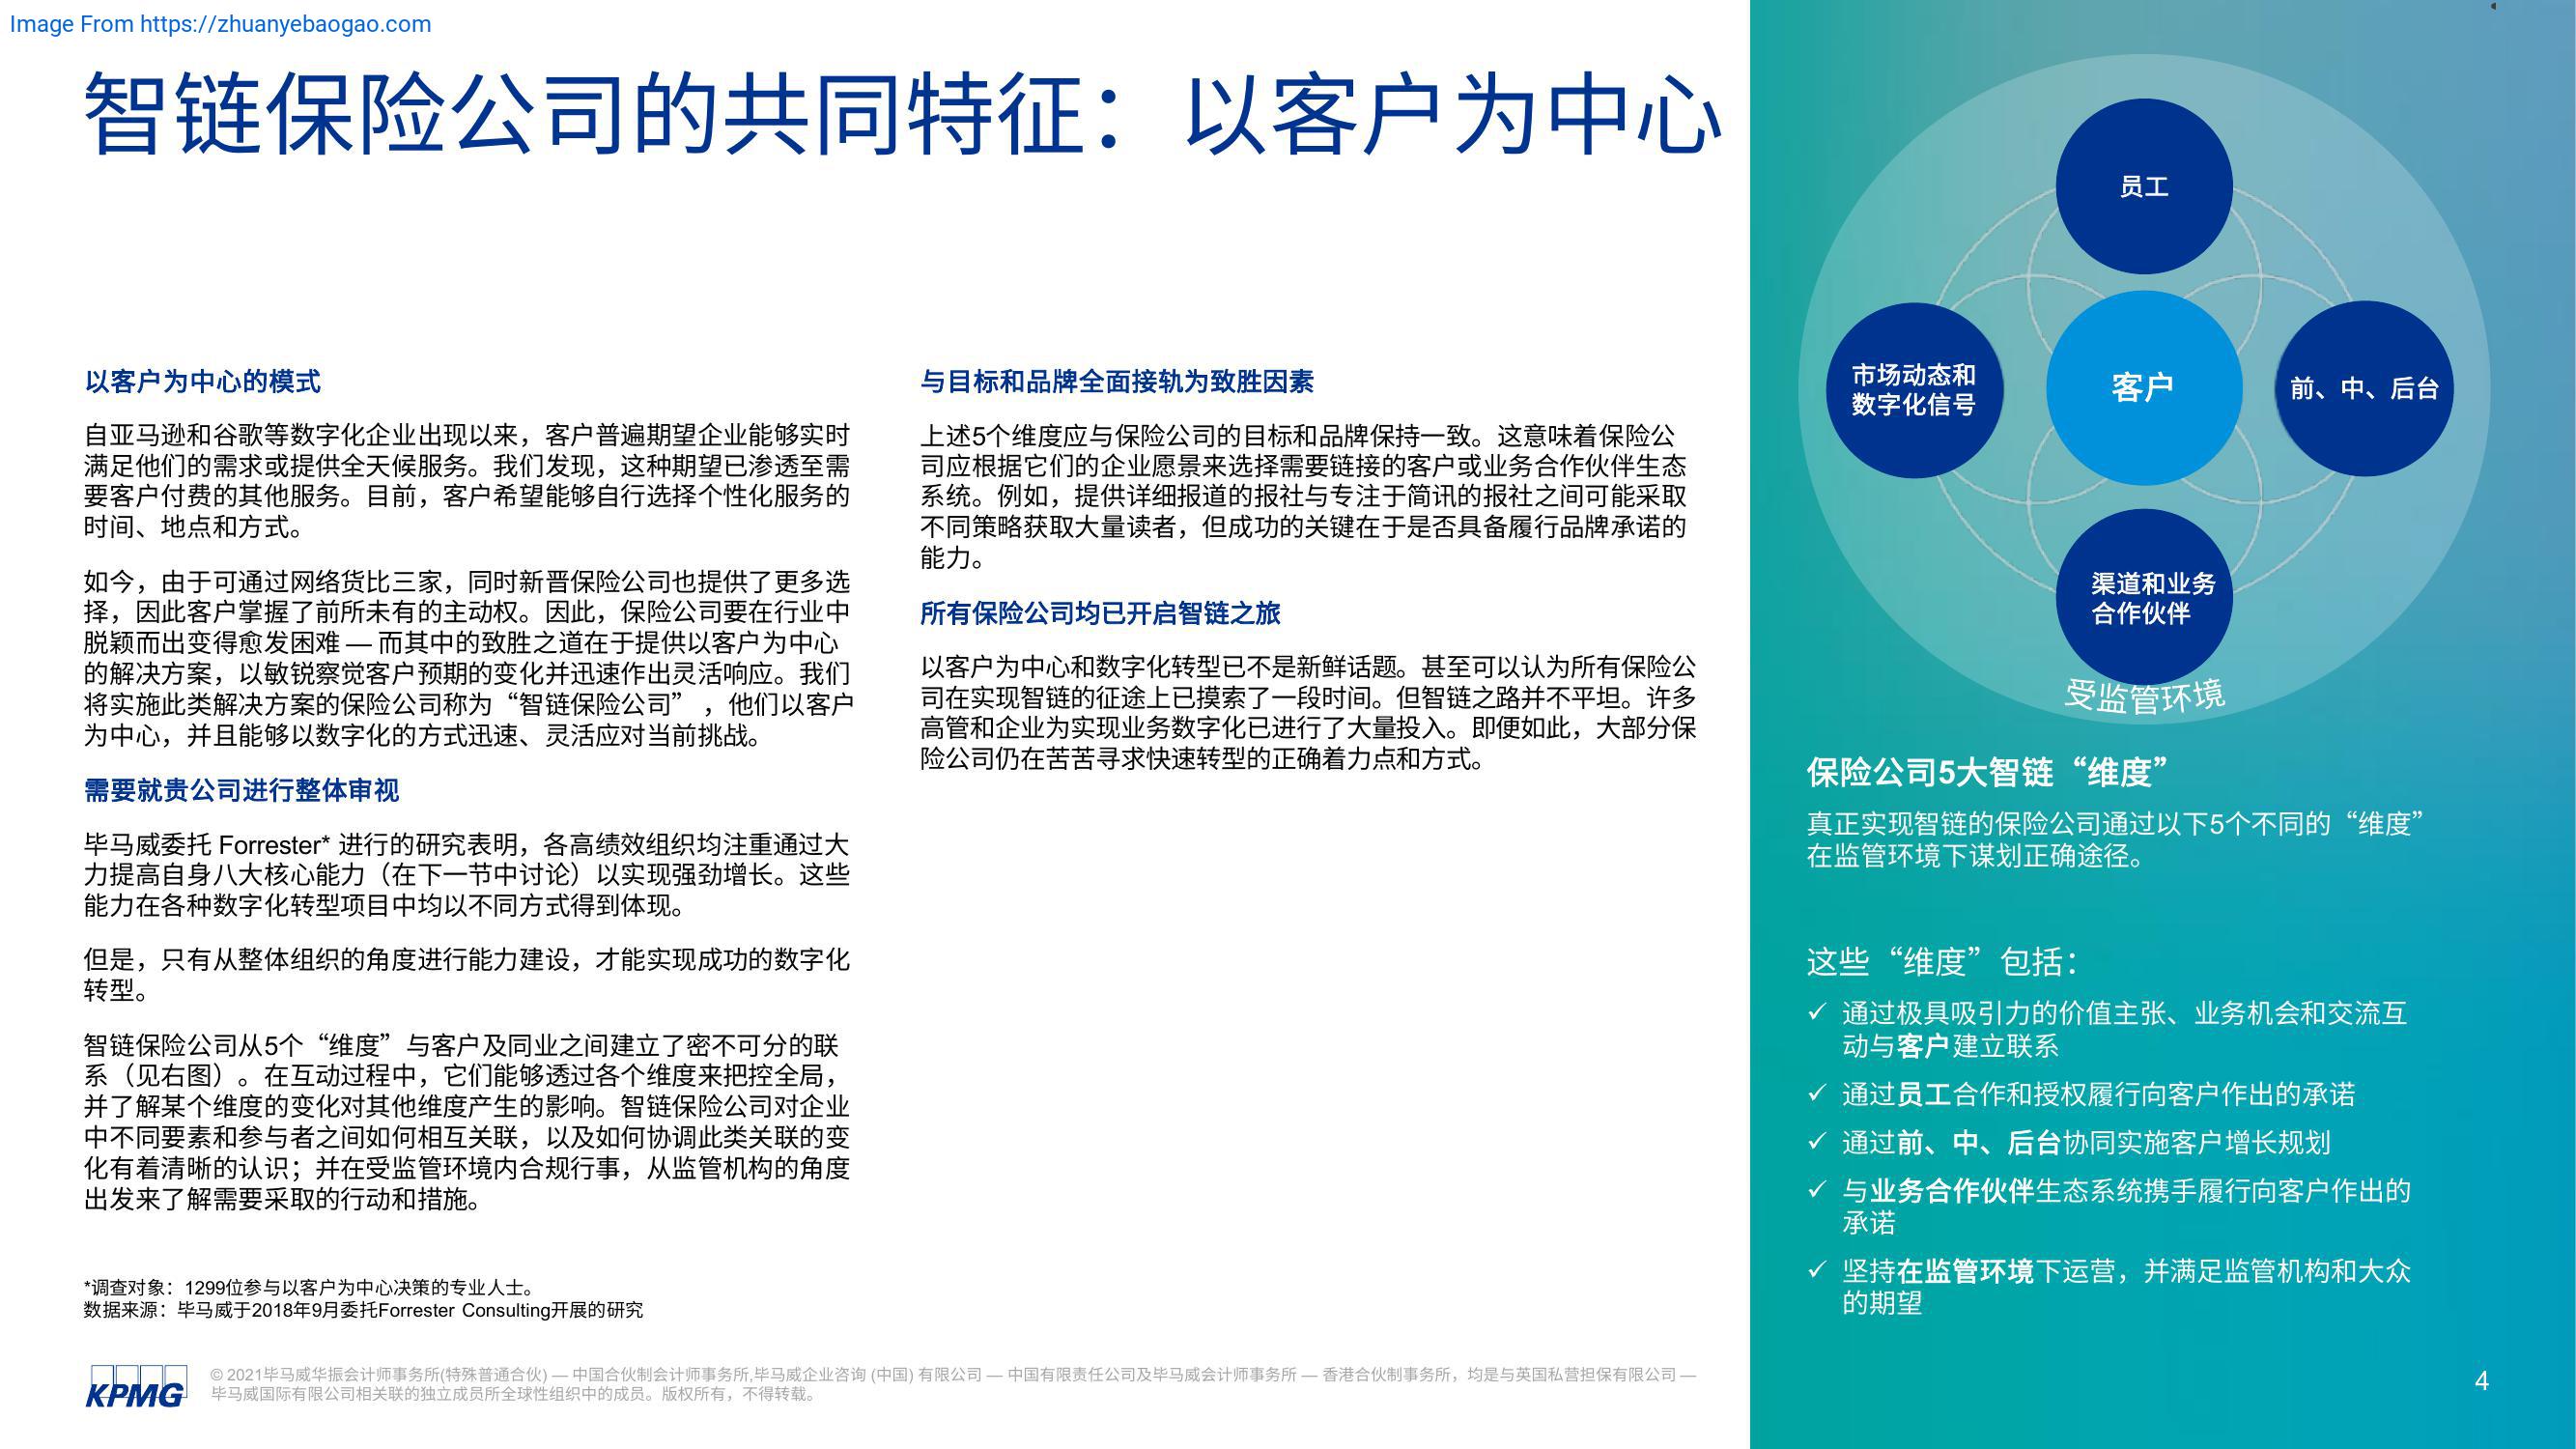 Image From https://zhuanyebaogao.com
智链保险公司的共同特征：以客户为中心
以客户为中心的模式
自亚马逊和谷歌等数字化企业出现以来，客户普遍期望企业能够实时
满足他们的需求或提供全天候服务。我们发现，这种期望已渗透至需
要客户付费的其他服务。目前，客户希望能够自行选择个性化服务的
时间、地点和方式。
如今，由于可通过网络货比三家，同时新晋保险公司也提供了更多选
择，因此客户掌握了前所未有的主动权。因此，保险公司要在行业中
脱颖而出变得愈发困难 — 而其中的致胜之道在于提供以客户为中心
的解决方案，以敏锐察觉客户预期的变化并迅速作出灵活响应。我们
将实施此类解决方案的保险公司称为“智链保险公司” ，他们以客户
为中心，并且能够以数字化的方式迅速、灵活应对当前挑战。
需要就贵公司进行整体审视
毕马威委托 Forrester* 进行的研究表明，各高绩效组织均注重通过大
力提高自身八大核心能力（在下一节中讨论）以实现强劲增长。这些
能力在各种数字化转型项目中均以不同方式得到体现。
但是，只有从整体组织的角度进行能力建设，才能实现成功的数字化
转型。
智链保险公司从5个“维度”与客户及同业之间建立了密不可分的联
系（见右图）。在互动过程中，它们能够透过各个维度来把控全局，
并了解某个维度的变化对其他维度产生的影响。智链保险公司对企业
中不同要素和参与者之间如何相互关联，以及如何协调此类关联的变
化有着清晰的认识；并在受监管环境内合规行事，从监管机构的角度
出发来了解需要采取的行动和措施。
*调查对象：1299位参与以客户为中心决策的专业人士。
数据来源：毕马威于2018年9月委托Forrester Consulting开展的研究
与目标和品牌全面接轨为致胜因素
上述5个维度应与保险公司的目标和品牌保持一致。这意味着保险公
司应根据它们的企业愿景来选择需要链接的客户或业务合作伙伴生态
系统。例如，提供详细报道的报社与专注于简讯的报社之间可能采取
不同策略获取大量读者，但成功的关键在于是否具备履行品牌承诺的
能力。
所有保险公司均已开启智链之旅
以客户为中心和数字化转型已不是新鲜话题。甚至可以认为所有保险公
司在实现智链的征途上已摸索了一段时间。但智链之路并不平坦。许多
高管和企业为实现业务数字化已进行了大量投入。即便如此，大部分保
险公司仍在苦苦寻求快速转型的正确着力点和方式。
员工
市场动态和
数字化信号
客户
前、中、后台
渠道和业务
合作伙伴
受监管环境
保险公司5大智链“维度”
真正实现智链的保险公司通过以下5个不同的“维度”
在监管环境下谋划正确途径。
这些“维度”包括：
✓ 通过极具吸引力的价值主张、业务机会和交流互
动与客户建立联系
✓ 通过员工合作和授权履行向客户作出的承诺
✓ 通过前、中、后台协同实施客户增长规划
✓ 与业务合作伙伴生态系统携手履行向客户作出的
承诺
✓ 坚持在监管环境下运营，并满足监管机构和大众
的期望
KPMG
© 2021毕马威华振会计师事务所(特殊普通合伙) — 中国合伙制会计师事务所,毕马威企业咨询 (中国) 有限公司 — 中国有限责任公司及毕马威会计师事务所 — 香港合伙制事务所，均是与英国私营担保有限公司 —
毕马威国际有限公司相关联的独立成员所全球性组织中的成员。版权所有，不得转载。
4